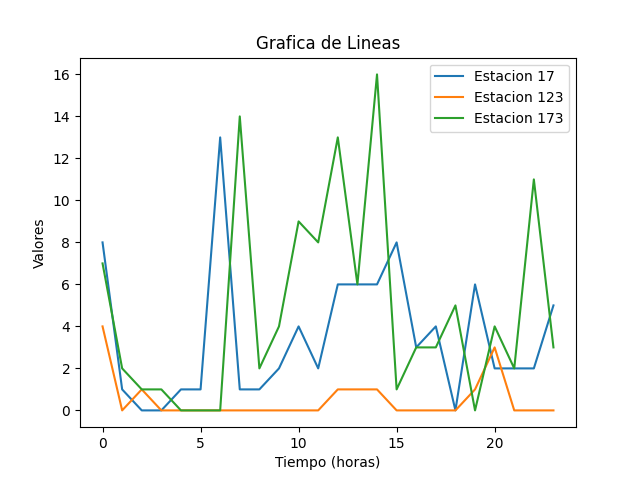 Grafica de Lineas
Estacion 17
Estacion 123
Estacion 173
Valores
16
14
12
10
8
6
4
2
0
0 5 10 15 20
Tiempo (horas)